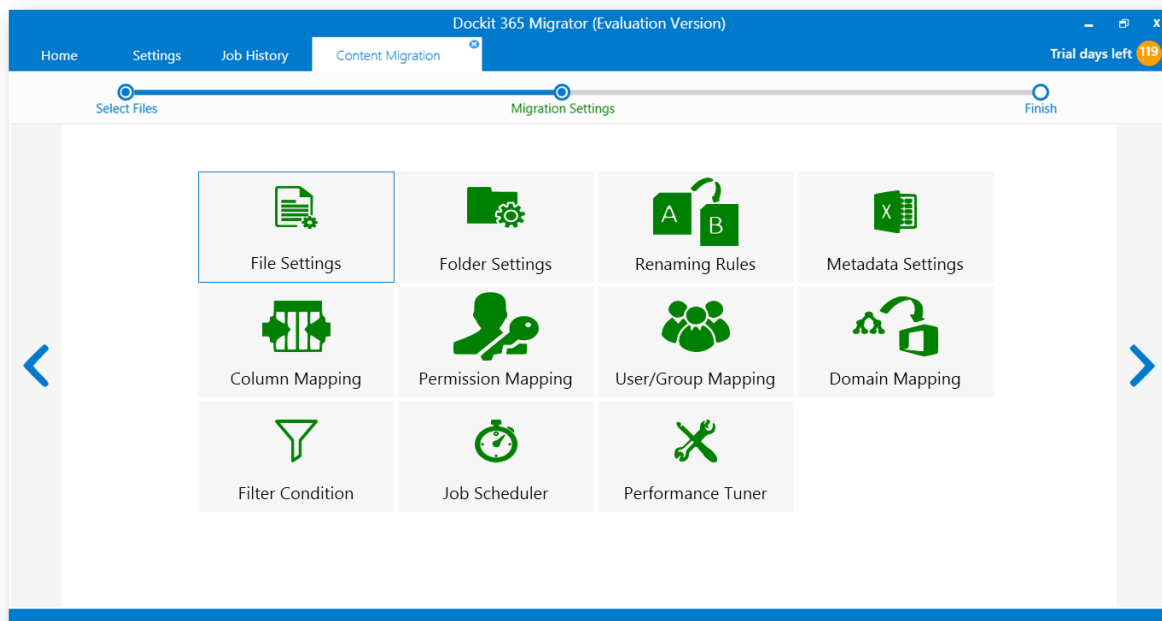 Dockit 365 Migrator (Evaluation Version)
Home Settings Job History Content Migration Trial days left 119
Select Files Migration Settings Finish
File Settings Folder Settings A B Renaming Rules X Metadata Settings
Column Mapping Permission Mapping User/Group Mapping Domain Mapping
Filter Condition Job Scheduler Performance Tuner